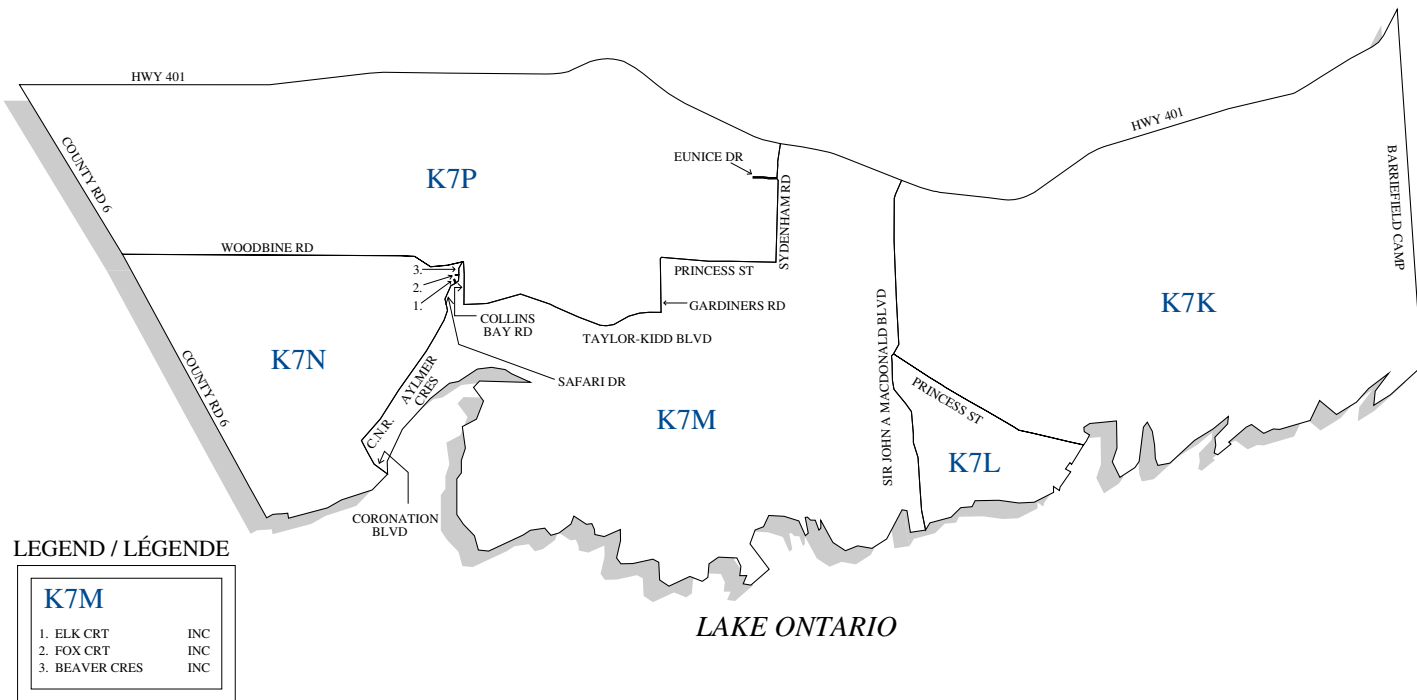 HWY 401
HWY 401
COUNTY RD 6
K7P
EUNICE DR
SYDENHAM RD
BARRIEFIELD CAMP
WOODBINE RD
3.
2.
1.
PRINCESS ST
GARDINERS RD
COLLINS
BAY RD
TAYLOR-KIDD BLVD
K7K
K7N
COUNTY RD 6
AYLMER
CRES
C.N.R.
SAFARI DR
K7M
SIR JOHN A MACDONALD BLVD
PRINCESS ST
K7L
CORONATION
BLVD
LEGEND / LÉGENDE
K7M
1. ELK CRT INC
2. FOX CRT INC
3. BEAVER CRES INC
LAKE ONTARIO